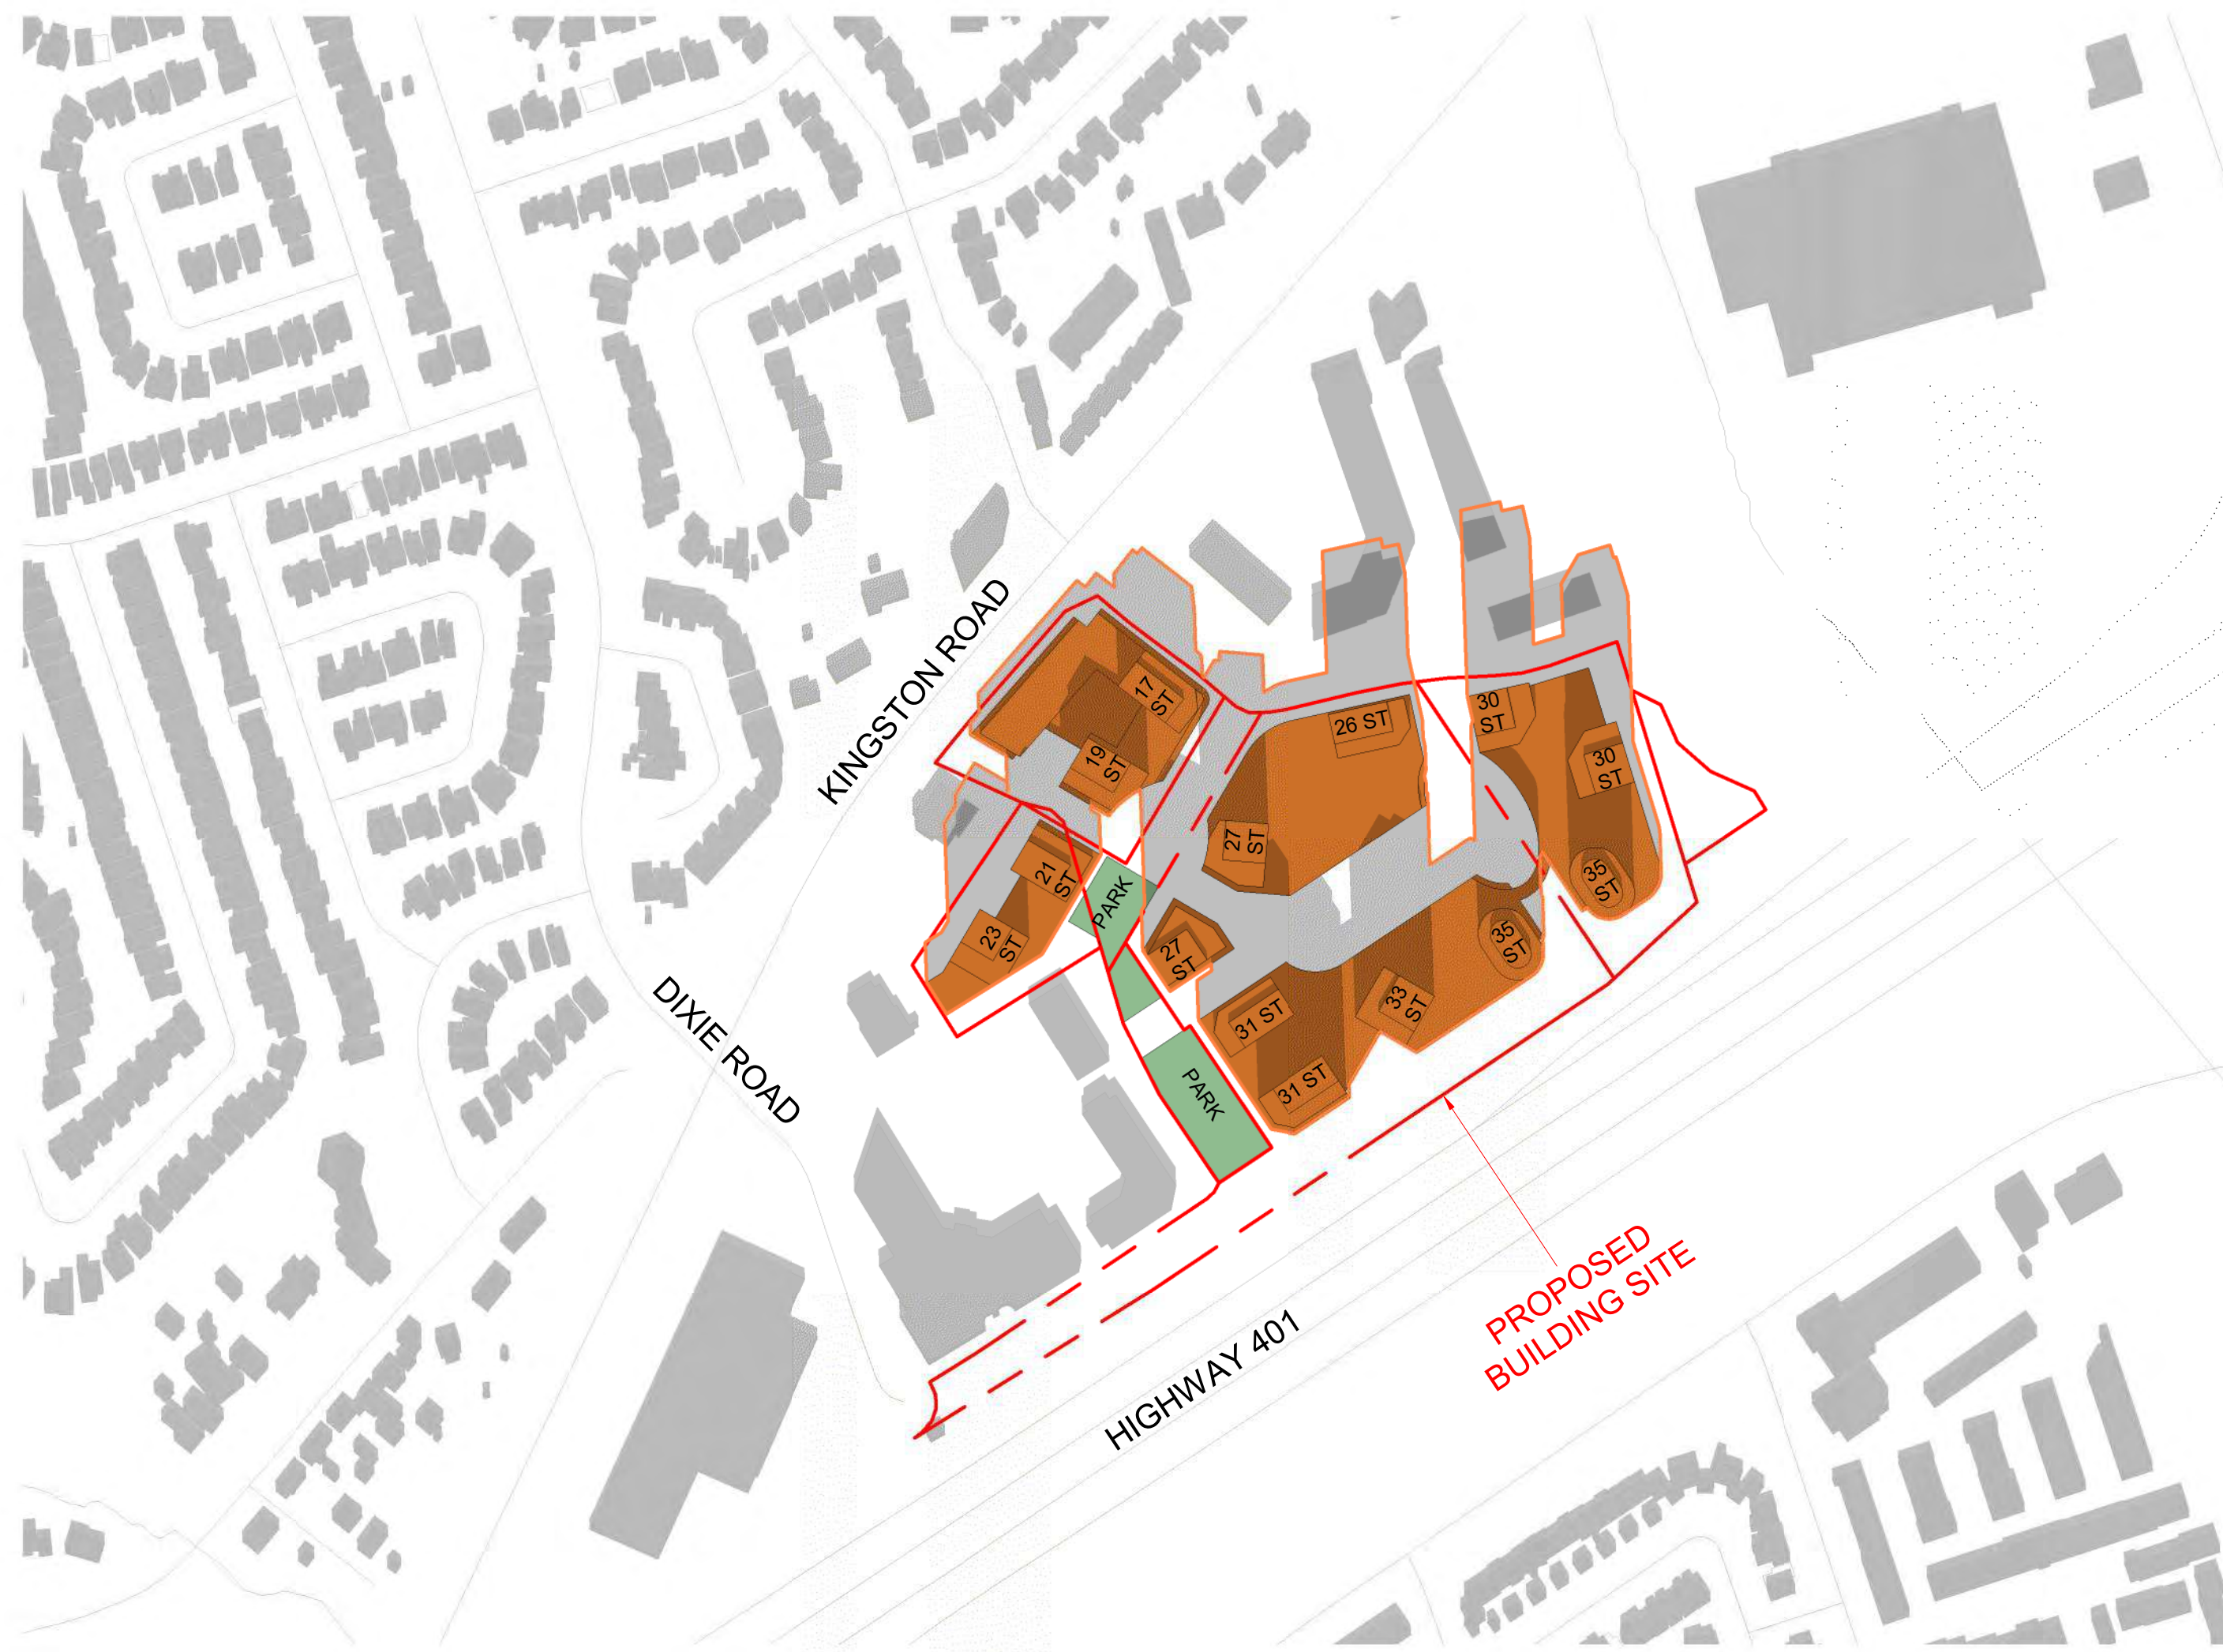 17
ST
19
ST
KINGSTON ROAD
26 ST
30
ST
30
ST
27
ST
21
ST
23
ST
PARK
27
ST
35
ST
35
ST
33
ST
31 ST
31 ST
PARK
DIXIE ROAD
HIGHWAY 401
PROPOSED
BUILDING SITE